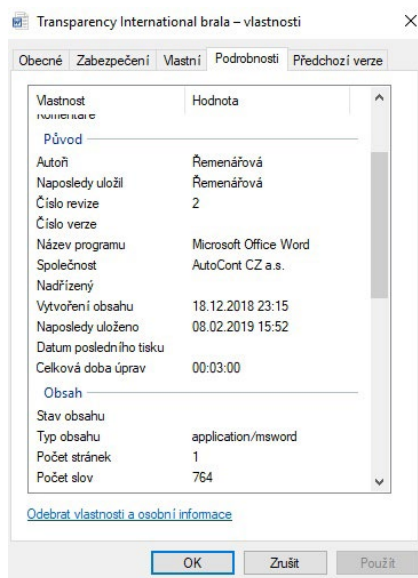 Transparency International brala – vlastnosti
Obecné Zabezpečení Vlastní Podrobnosti Předchozí verze
Vlastnost Hodnota
Komentáře
Původ
Autoři Řemenářová
Naposledy uložil Řemenářová
Číslo revize 2
Číslo verze
Název programu Microsoft Office Word
Společnost AutoCont CZ a.s.
Nadřízený
Vytvoření obsahu 18.12.2018 23:15
Naposledy uloženo 08.02.2019 15:52
Datum posledního tisku
Celková doba úprav 00:03:00
Obsah
Stav obsahu
Typ obsahu application/msword
Počet stránek 1
Počet slov 764
Odebrat vlastnosti a osobní informace
OK Zrušit Použít